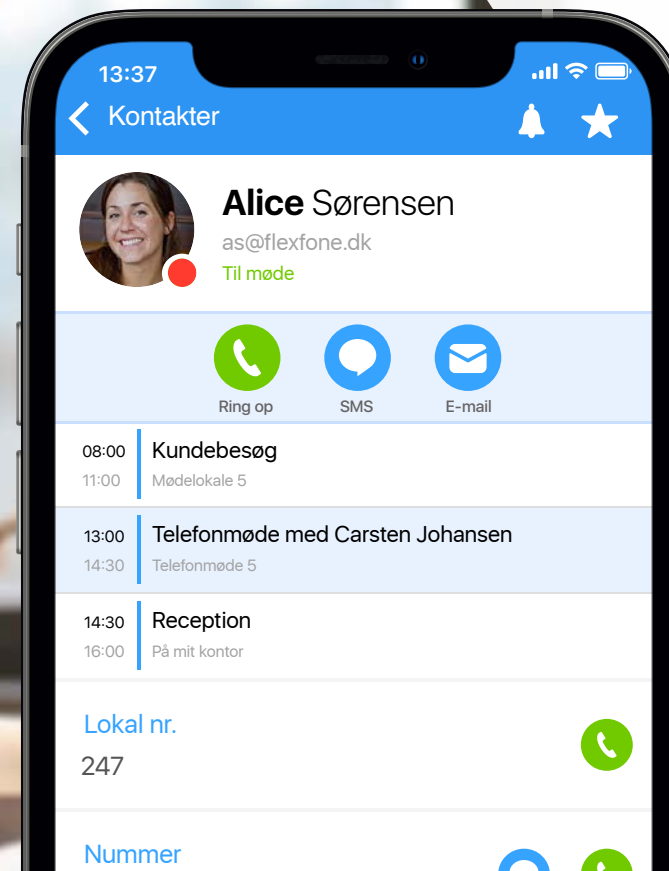 13:37
Kontakter
Alice Sørensen
as@flexfone.dk
Til møde
Ring op
SMS
E-mail
08:00 Kundebesøg
11:00 Mødelokale 5
13:00 Telefonmøde med Carsten Johansen
14:30 Telefonmøde 5
14:30 Reception
16:00 På mit kontor
Lokal nr.
247
Nummer